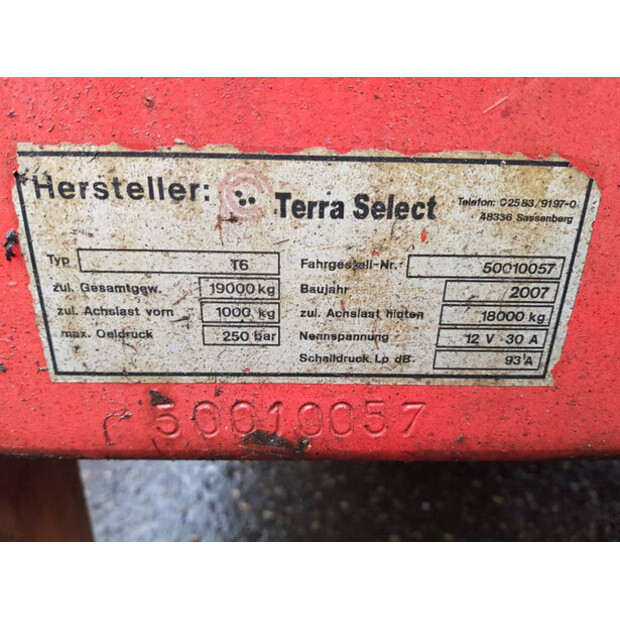 Hersteller: Terra Select Telefon: 02583/9197-0
48336 Sassenberg
Typ T6 Fahrgestell-Nr. 50010057
zul. Gesamtgew. 19000 kg Baujahr 2007
zul. Achslast vorn 1000 kg zul. Achslast hinten 18000 kg
max. Oeldruck 250 bar Nennspannung 12 V 30 A
Schalldruck Lp dB 93 A
50010057